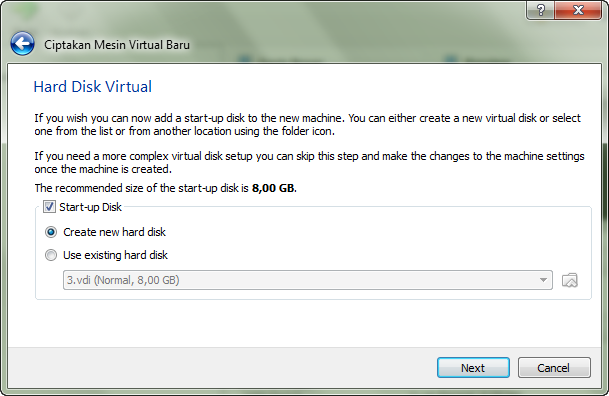 Ciptakan Mesin Virtual Baru
Hard Disk Virtual
If you wish you can now add a start-up disk to the new machine. You can either create a new virtual disk or select
one from the list or from another location using the folder icon.
If you need a more complex virtual disk setup you can skip this step and make the changes to the machine settings
once the machine is created.
The recommended size of the start-up disk is 8,00 GB.
Start-up Disk
Create new hard disk
Use existing hard disk
3.vdi (Normal, 8,00 GB)
Next Cancel